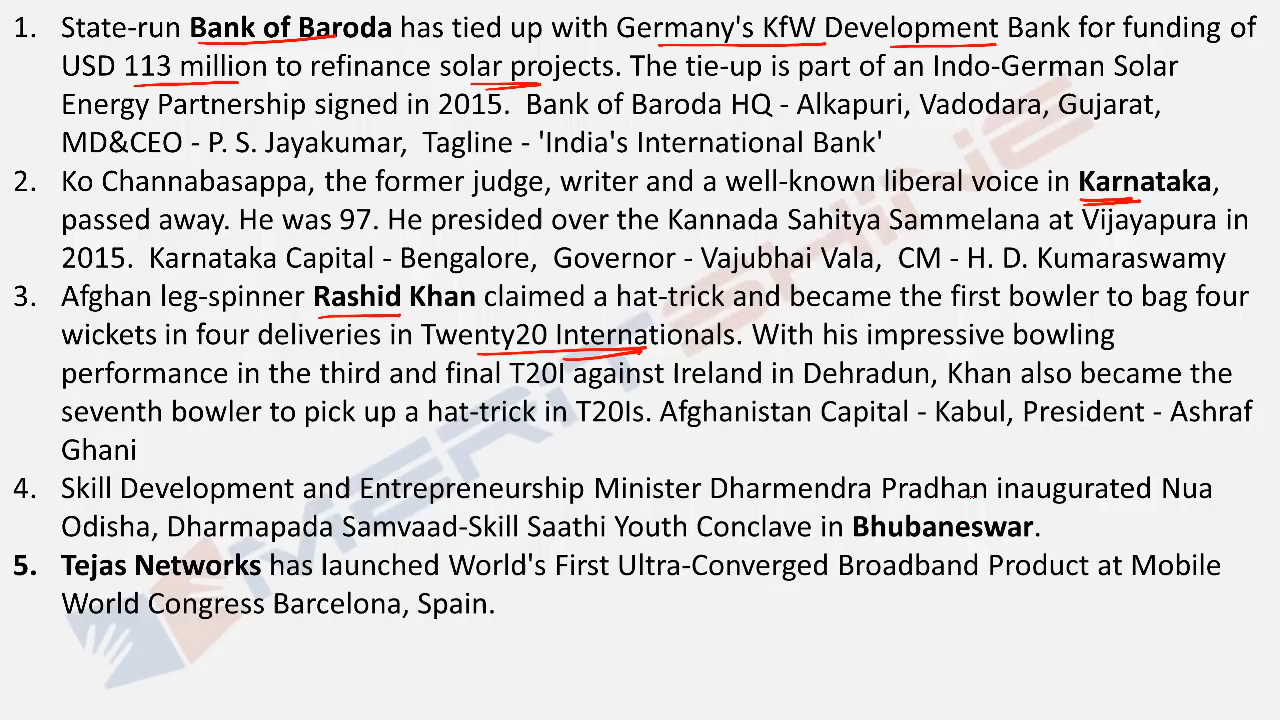 1. State-run Bank of Baroda has tied up with Germany's KfW Development Bank for funding of
USD 113 million to refinance solar projects. The tie-up is part of an Indo-German Solar
Energy Partnership signed in 2015. Bank of Baroda HQ - Alkapuri, Vadodara, Gujarat,
MD&CEO - P. S. Jayakumar, Tagline - 'India's International Bank'
2. Ko Channabasappa, the former judge, writer and a well-known liberal voice in Karnataka,
passed away. He was 97. He presided over the Kannada Sahitya Sammelana at Vijayapura in
2015. Karnataka Capital - Bengalore, Governor - Vajubhai Vala, CM - H. D. Kumaraswamy
3. Afghan leg-spinner Rashid Khan claimed a hat-trick and became the first bowler to bag four
wickets in four deliveries in Twenty20 Internationals. With his impressive bowling
performance in the third and final T20I against Ireland in Dehradun, Khan also became the
seventh bowler to pick up a hat-trick in T20Is. Afghanistan Capital - Kabul, President - Ashraf
Ghani
4. Skill Development and Entrepreneurship Minister Dharmendra Pradhan inaugurated Nua
Odisha, Dharmapada Samvaad-Skill Saathi Youth Conclave in Bhubaneswar.
5. Tejas Networks has launched World's First Ultra-Converged Broadband Product at Mobile
World Congress Barcelona, Spain.
MERITSHINE